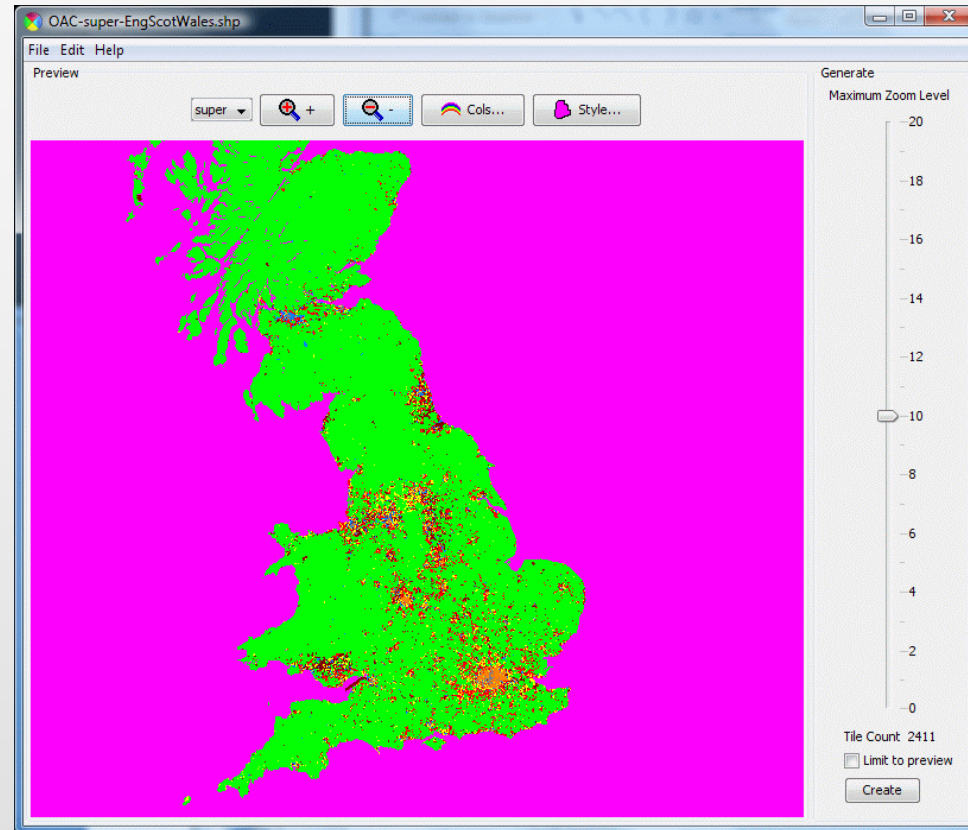 OAC-super-EngScotWales.shp
File Edit Help
Preview
super
+
-
Cols...
Style...
Generate
Maximum Zoom Level
20
18
16
14
12
10
8
6
4
2
0
Tile Count 2411
Limit to preview
Create